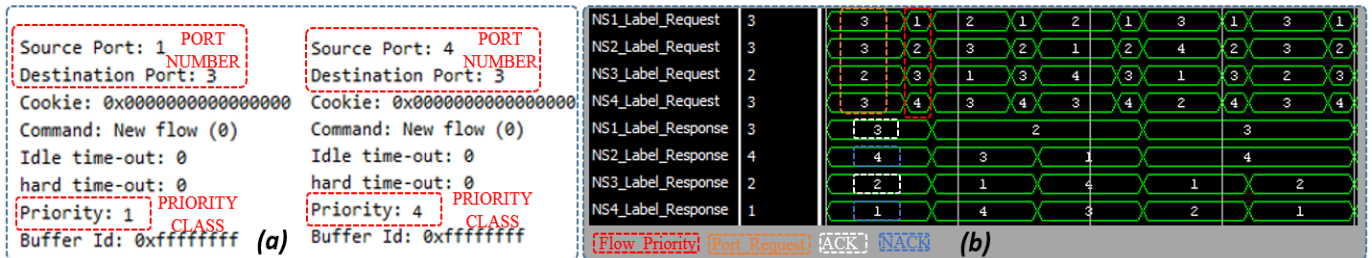 Source Port: 1 PORT
NUMBER
Destination Port: 3
Cookie: 0x0000000000000000
Command: New flow (0)
Idle time-out: 0
hard time-out: 0
Priority: 1 PRIORITY
CLASS
Buffer Id: 0xffffffff
(a)
Source Port: 4 PORT
NUMBER
Destination Port: 3
Cookie: 0x0000000000000000
Command: New flow (0)
Idle time-out: 0
hard time-out: 0
Priority: 4 PRIORITY
CLASS
Buffer Id: 0xffffffff
NS1_Label_Request 3 3 1 2 1 2 1 3 1 3 1
NS2_Label_Request 3 3 2 3 2 1 2 4 2 3 2
NS3_Label_Request 2 2 3 1 3 4 3 1 3 2 3
NS4_Label_Request 3 3 4 3 4 3 4 2 4 3 4
NS1_Label_Response 3 3 2 3
NS2_Label_Response 4 4 3 1 4
NS3_Label_Response 2 2 1 4 1 2
NS4_Label_Response 1 1 4 3 2 1
Flow_Priority Port_Request ACK NACK (b)